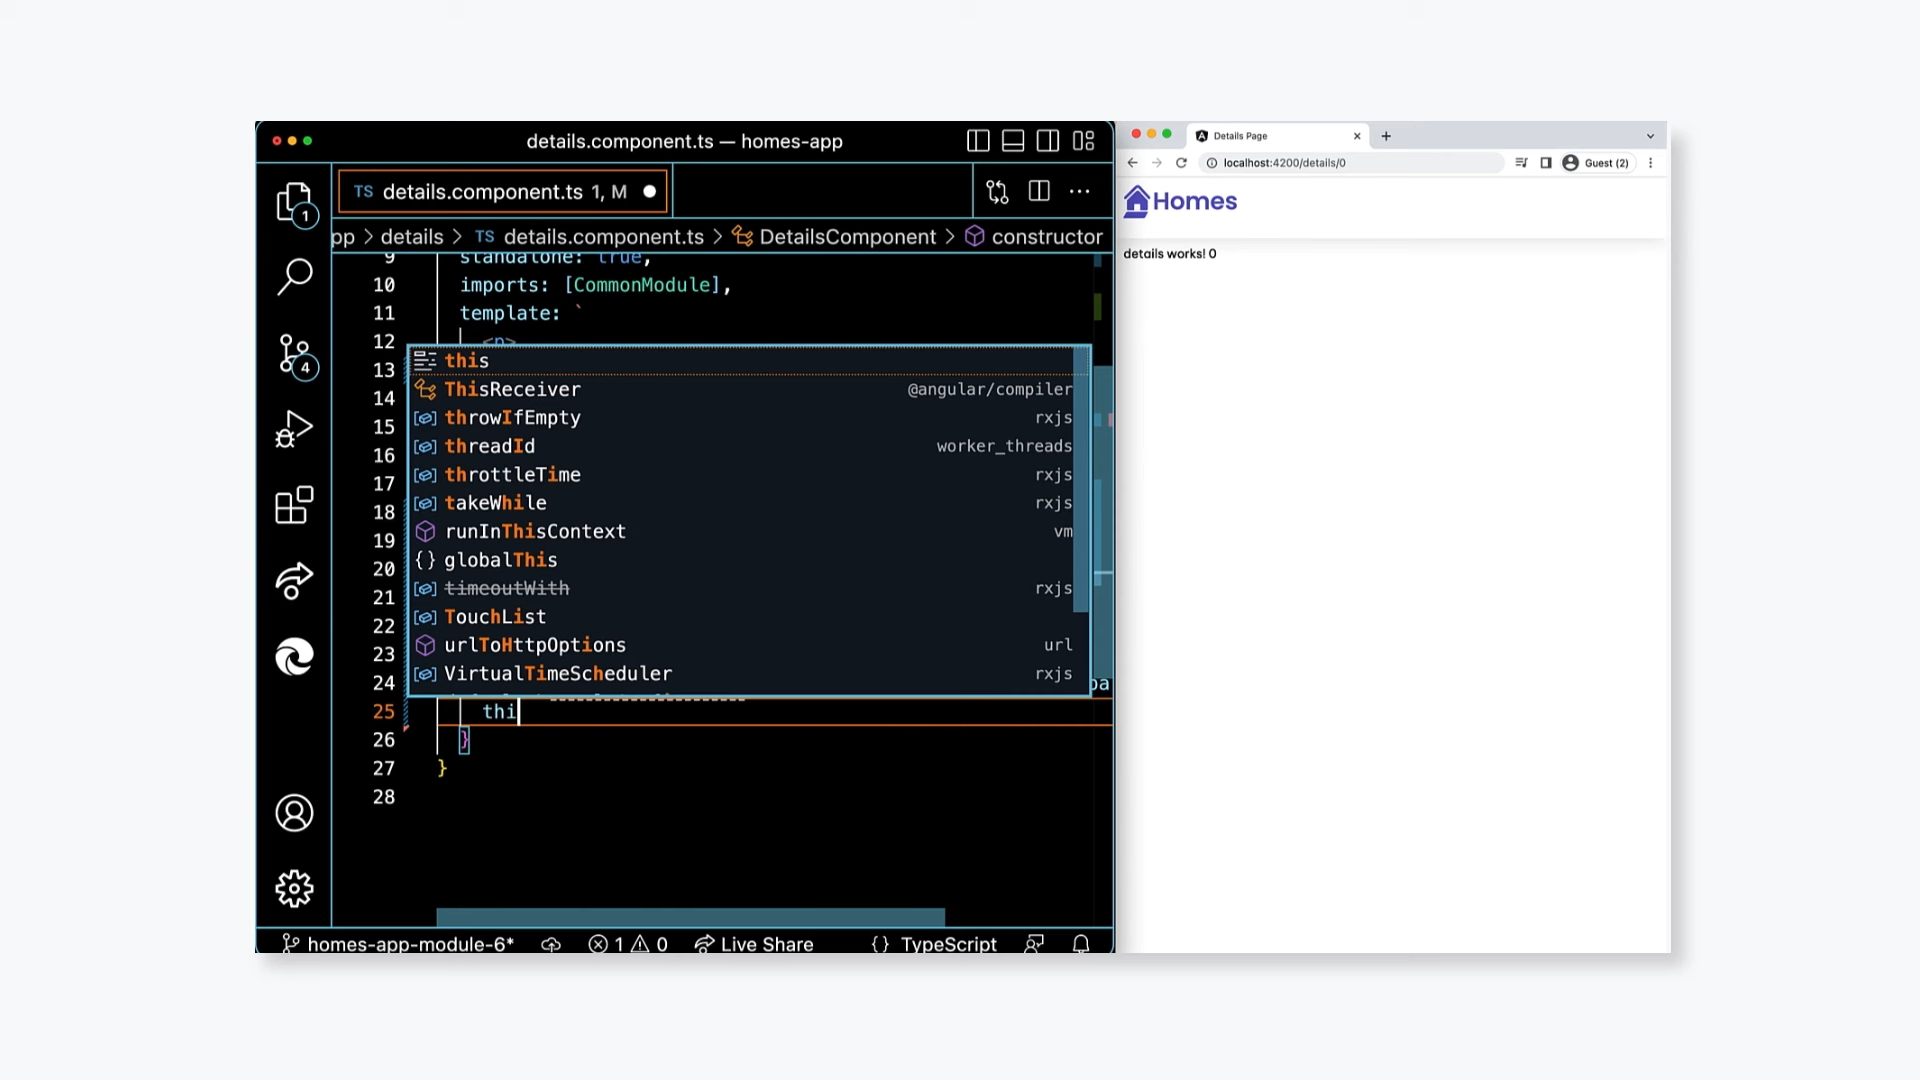 details.component.ts — homes-app
TS details.component.ts 1, M
pp > details > TS details.component.ts > DetailsComponent > constructor
1
4
9 standalone: true,
10 imports: [CommonModule],
11 template: `
12 <p>
13
14
15
16
17
18
19
20
21
22
23
24
25 thi
26 }
27 }
28
this
ThisReceiver @angular/compiler
throwIfEmpty rxjs
threadId worker_threads
throttleTime rxjs
takeWhile rxjs
runInThisContext vm
{} globalThis
timeoutWith rxjs
TouchList
urlToHttpOptions url
VirtualTimeScheduler rxjs
pa
homes-app-module-6* 1 0 Live Share {} TypeScript
Details Page
localhost:4200/details/0
Guest (2)
Homes
details works! 0